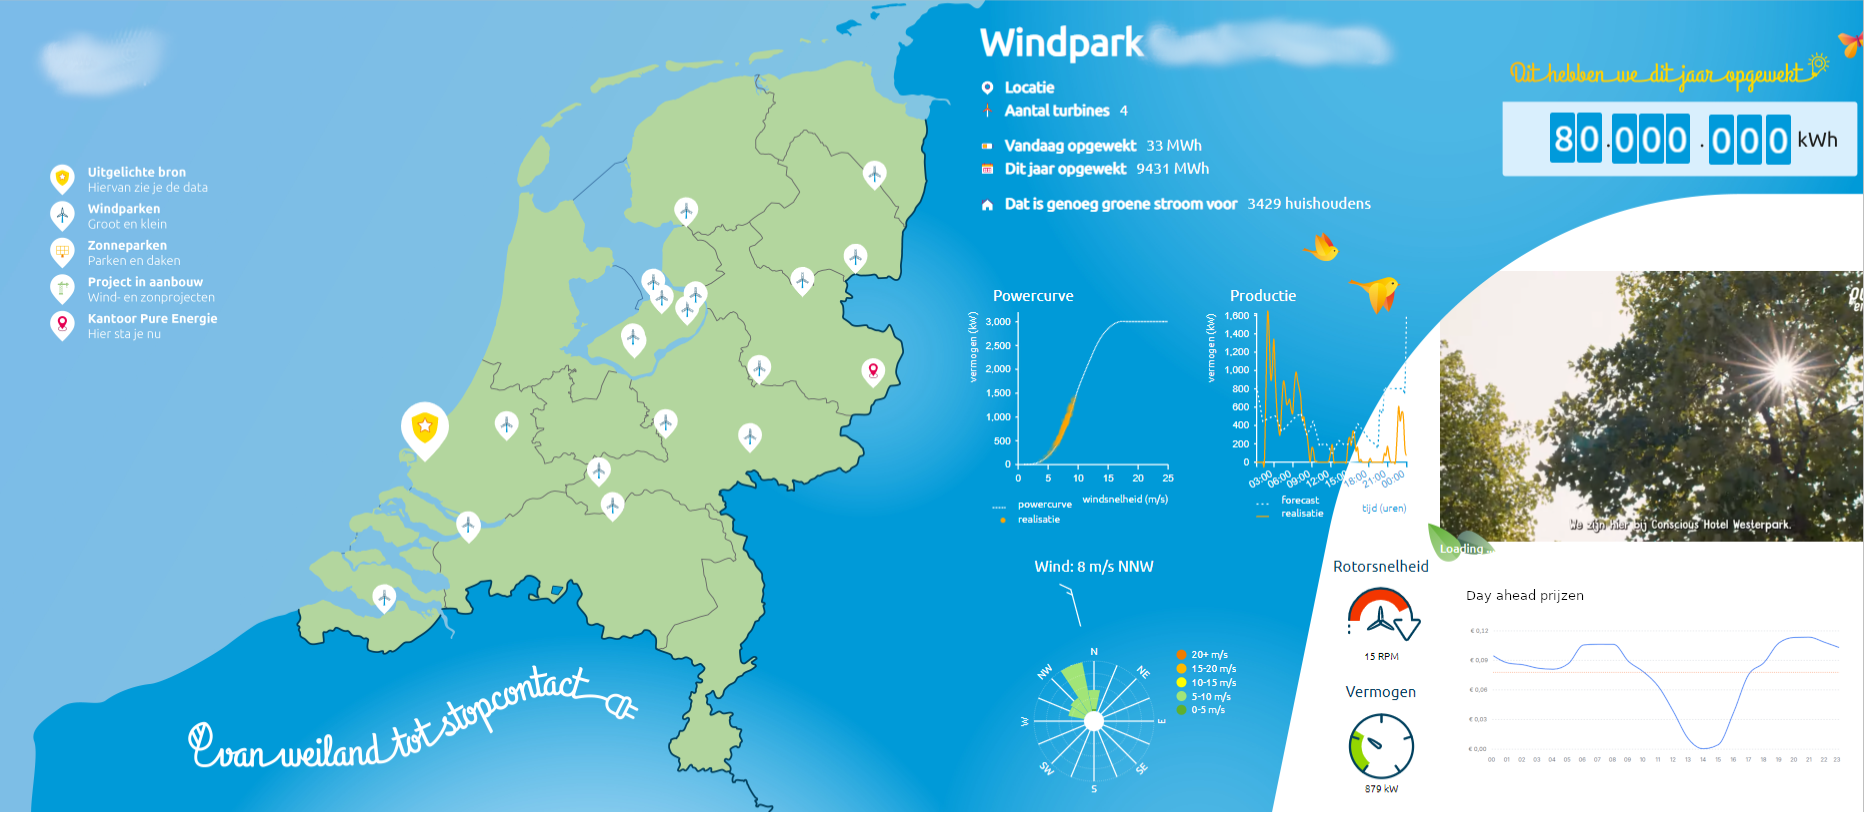 Uitgelichte bron
Hiervan zie je de data
Windparken
Groot en klein
Zonneparken
Parken en daken
Project in aanbouw
Wind- en zonprojecten
Kantoor Pure Energie
Hier sta je nu
van weiland tot stopcontact
Windpark
Locatie
Aantal turbines 4
Vandaag opgewekt 33 MWh
Dit jaar opgewekt 9431 MWh
Dat is genoeg groene stroom voor 3429 huishoudens
Dit hebben we dit jaar opgewekt
80.000.000 kWh
Powercurve
vermogen (kW)
3,000
2,500
2,000
1,500
1,000
500
0
0 5 10 15 20 25
windsnelheid (m/s)
powercurve
realisatie
Productie
vermogen (kW)
1,600
1,400
1,200
1,000
800
600
400
200
0
03:00 06:00 09:00 12:00 15:00 18:00 21:00 00:00
tijd (uren)
forecast
realisatie
We zijn hier bij Conscious Hotel Westerpark.
Loading ...
Wind: 8 m/s NNW
N
NE
E
SE
S
SW
W
NW
20+ m/s
15-20 m/s
10-15 m/s
5-10 m/s
0-5 m/s
Rotorsnelheid
15 RPM
Vermogen
879 kW
Day ahead prijzen
€ 0,12
€ 0,09
€ 0,06
€ 0,03
€ 0,00
00 01 02 03 04 05 06 07 08 09 10 11 12 13 14 15 16 17 18 19 20 21 22 23